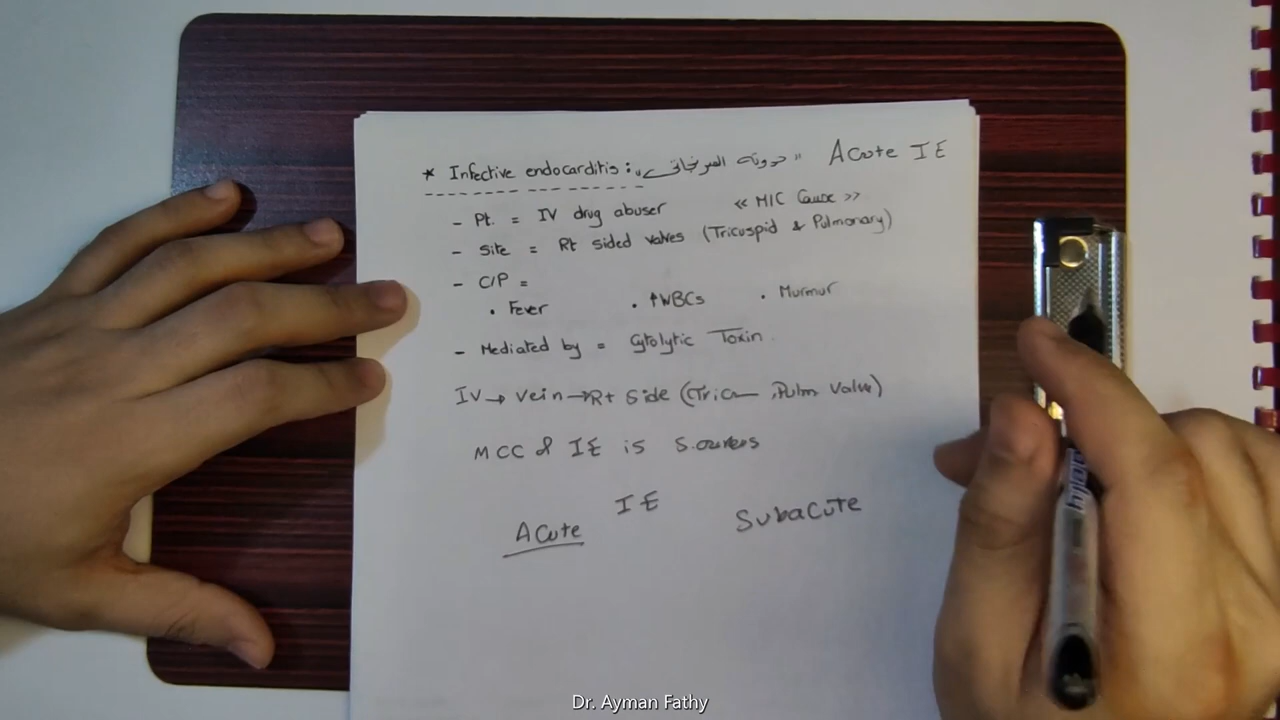 * Infective endocarditis : " حدوته السرنجاتي " Acute IE
- Pt. = IV drug abuser << MIC Cause >>
- Site = Rt sided valves (Tricuspid & Pulmonary)
- C/P =
• Fever • ↑WBCs • Murmur
- Mediated by = Cytolytic Toxin.
IV → Vein → Rt Side (Tric , Pulm Valve)
MCC of IE is S. aureus
IE
Acute Subacute
Dr. Ayman Fathy